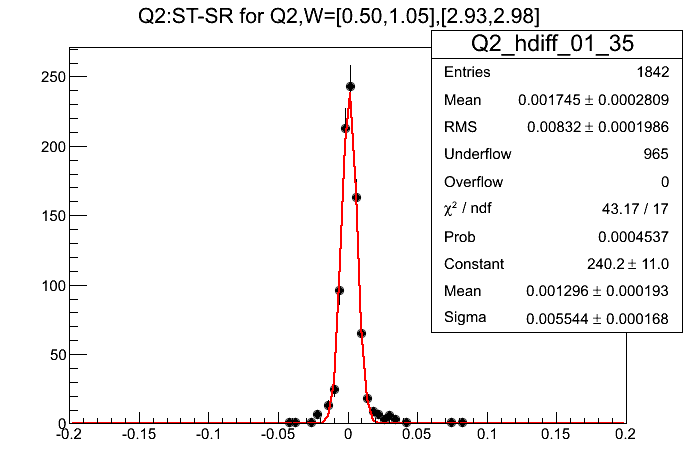 Q2:ST-SR for Q2,W=[0.50,1.05],[2.93,2.98]
Q2_hdiff_01_35
Entries 1842
Mean 0.001745 ± 0.0002809
RMS 0.00832 ± 0.0001986
Underflow 965
Overflow 0
χ² / ndf 43.17 / 17
Prob 0.0004537
Constant 240.2 ± 11.0
Mean 0.001296 ± 0.000193
Sigma 0.005544 ± 0.000168
250
200
150
100
50
0
-0.2 -0.15 -0.1 -0.05 0 0.05 0.1 0.15 0.2